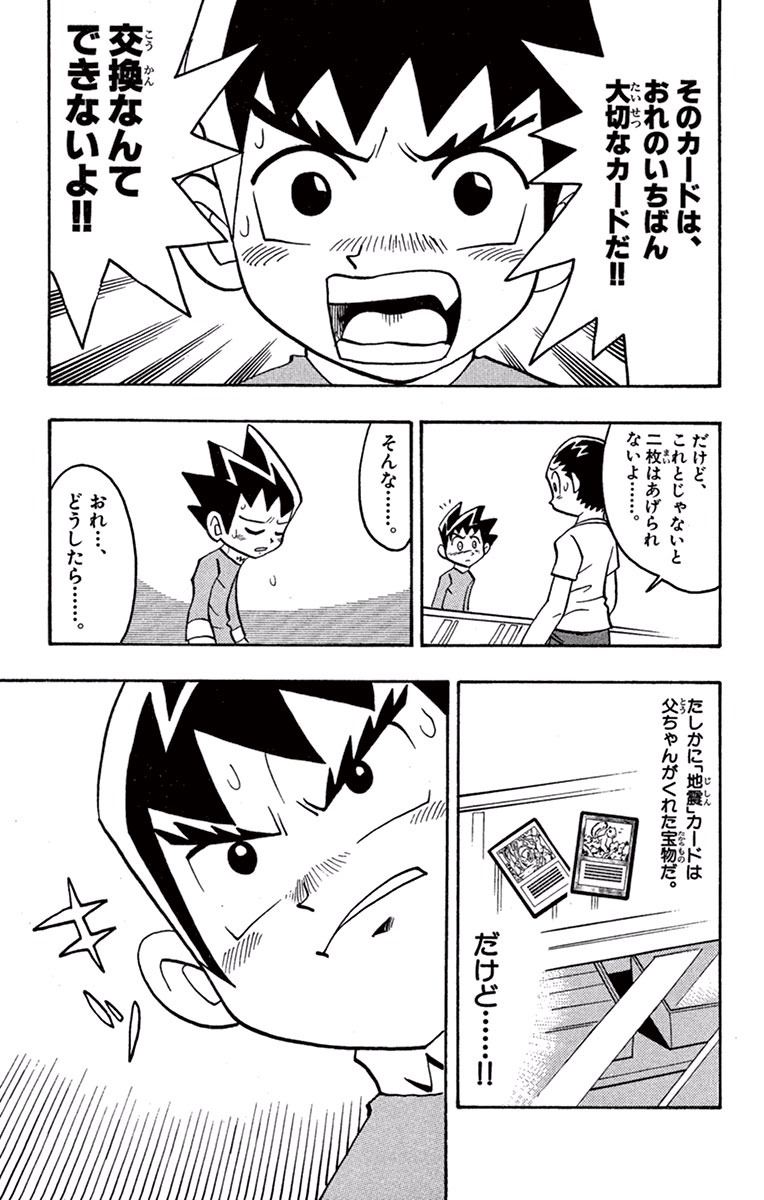 そのカードは、
おれのいちばん
大切なカードだ!!
交換なんて
できないよ!!
だけど、
これとじゃないと
二枚はあげられ
ないよ……。
そんな……。
おれ…、
どうしたら……。
たしかに「地震」カードは
父ちゃんがくれた宝物だ。
だけど……!!